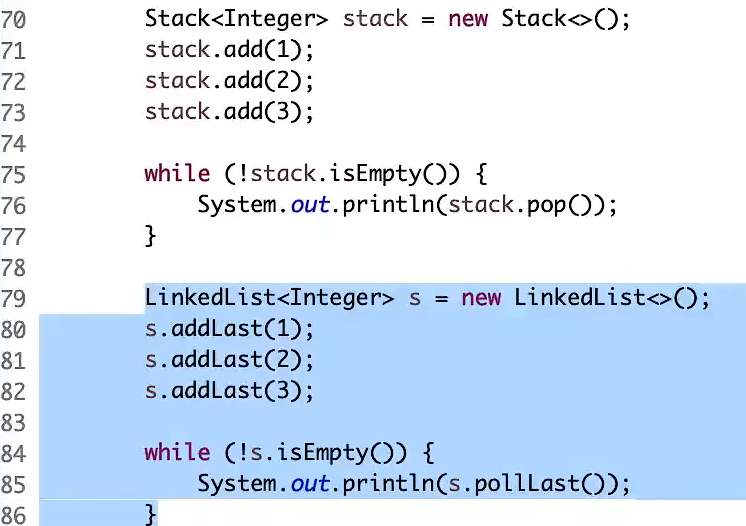 70 Stack<Integer> stack = new Stack<>();
71 stack.add(1);
72 stack.add(2);
73 stack.add(3);
74
75 while (!stack.isEmpty()) {
76 System.out.println(stack.pop());
77 }
78
79 LinkedList<Integer> s = new LinkedList<>();
80 s.addLast(1);
81 s.addLast(2);
82 s.addLast(3);
83
84 while (!s.isEmpty()) {
85 System.out.println(s.pollLast());
86 }